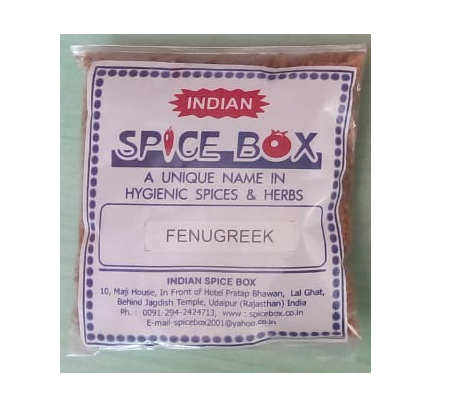 INDIAN
SPICE BOX
A UNIQUE NAME IN
HYGIENIC SPICES & HERBS
FENUGREEK
INDIAN SPICE BOX
10, Maji House, In Front of Hotel Pratap Bhawan, Lal Ghat,
Behind Jagdish Temple, Udaipur (Rajasthan) India
Ph. : 0091-294-2424713, www : spicebox.co.in
E-mail-spicebox2001@yahoo.co.in